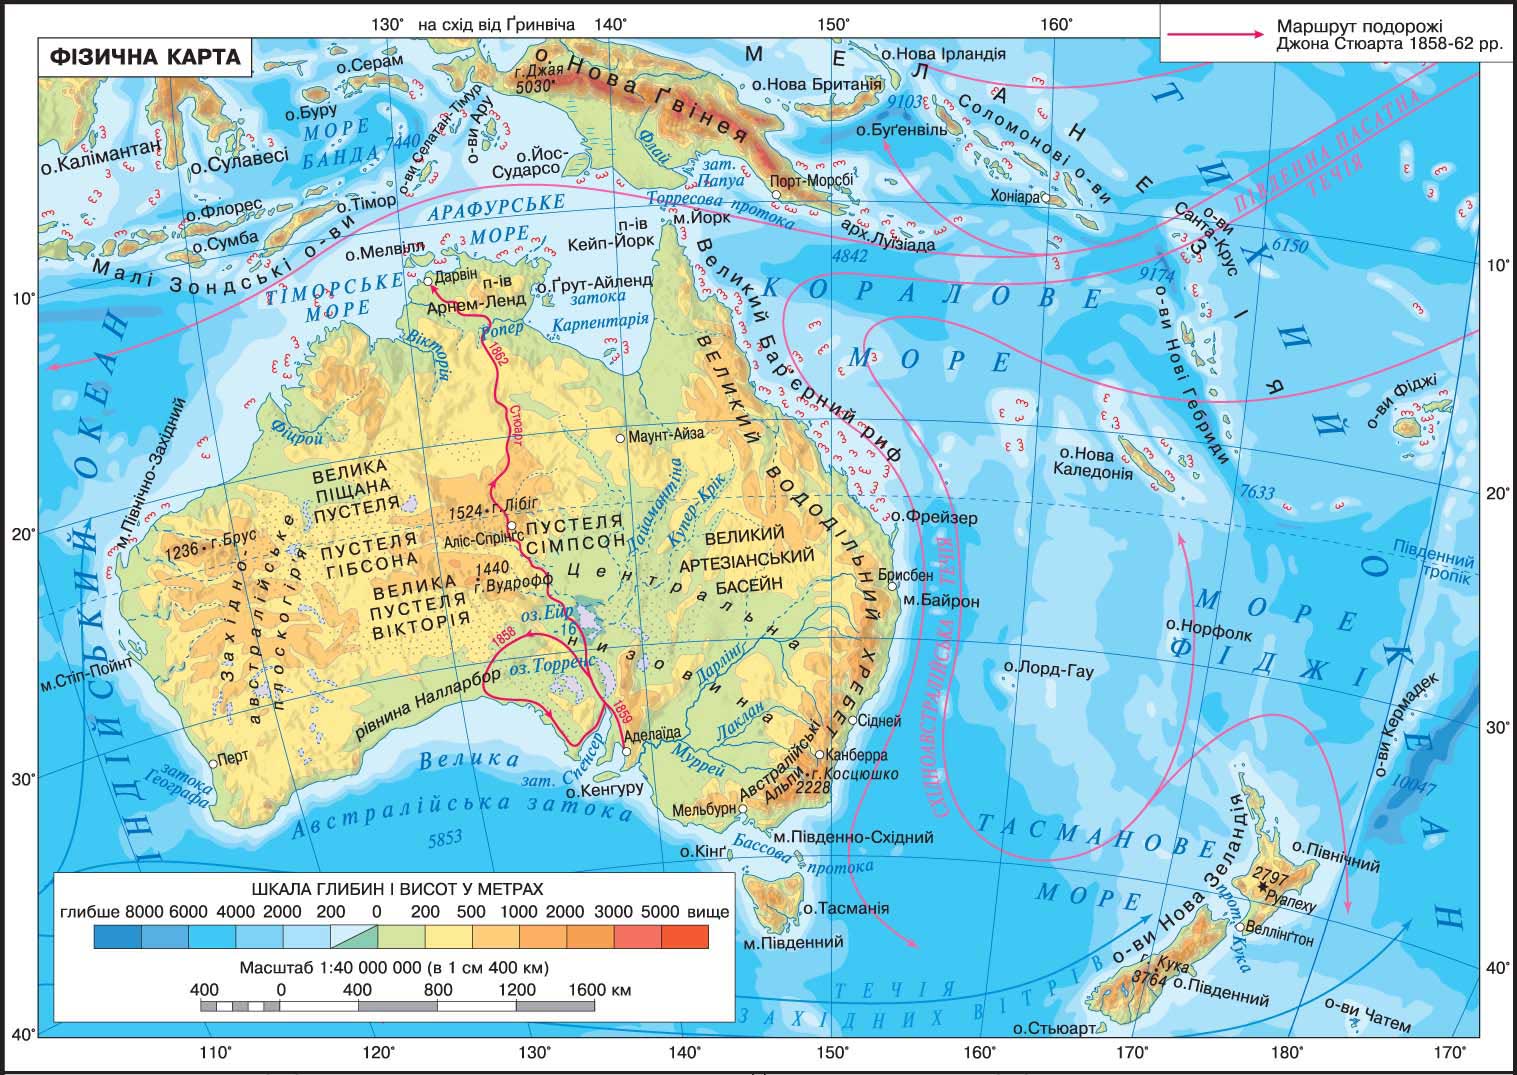 130° на схід від Ґринвіча 140° 150° 160°
ФІЗИЧНА КАРТА
Маршрут подорожі
Джона Стюарта 1858-62 рр.
о.Серам
о.Нова Ґвінея
г.Джая
5030
М Е Л А Н Е З І Я
о.Нова Ірландія
о.Нова Британія
9103
о.Буґенвіль
Соломонові о-ви
Т И Х И Й О К Е А Н
ПІВДЕННА ПАСАТНА
ТЕЧІЯ
о.Буру
МОРЕ
БАНДА
7440
о-ви Селатан-Тімур
о-ви Ару
о.Калімантан
о.Сулавесі
о.Йос-
Сударсо
Флай
зат.
Папуа
Порт-Морсбі
Хоніара
о-ви
Санта-Крус
6150
о.Флорес
о.Тімор
о.Сумба
Малі Зондські о-ви
АРАФУРСЬКЕ
МОРЕ
Торресова протока
м.Йорк
п-ів
Кейп-Йорк
арх.Луїзіада
4842
9174
о.Мелвілл
Дарвін
п-ів
Арнем-Ленд
о.Ґрут-Айленд
затока
Карпентарія
ТІМОРСЬКЕ
МОРЕ
10°
10°
КОРАЛОВЕ
МОРЕ
о-ви Нові Гебриди
о-ви Фіджі
Великий Бар'єрний риф
Вікторія
Ропер
1862
Стюарт
ІНДІЙСЬКИЙ ОКЕАН
Фіцрой
м.Північно-Західний
Маунт-Айза
о.Нова
Каледонія
7633
ВЕЛИКА
ПІЩАНА
ПУСТЕЛЯ
1524 г.Лібіг
Аліс-Спрінгс
ПУСТЕЛЯ
СІМПСОН
Даймантіна
Купер-Крік
ВЕЛИКИЙ ВОДОДІЛЬНИЙ ХРЕБЕТ
20°
20°
о.Фрейзер
1236 г.Брус
ПУСТЕЛЯ
ГІБСОНА
ВЕЛИКИЙ
АРТЕЗІАНСЬКИЙ
БАСЕЙН
Південний
тропік
1440
г.Вудрофф
ВЕЛИКА
ПУСТЕЛЯ
ВІКТОРІЯ
Західно-
австралійське
плоскогір'я
Центральна
низовина
Брисбен
м.Байрон
СХІДНОАВСТРАЛІЙСЬКА ТЕЧІЯ
МОРЕ
ФІДЖІ
о.Норфолк
оз.Ейр
16
1858
оз.Торренс
о.Лорд-Гау
м.Стіп-Пойнт
рівнина Налларбор
1859
Дарлінг
Лаклан
Муррей
Сідней
о-ви Кермадек
10047
30°
30°
Перт
затока
Географа
Аделаїда
Австралійські
Альпи
Канберра
г.Косцюшко
2228
Велика
Австралійська затока
5853
зат. Спенсер
о.Кенгуру
Мельбурн
м.Південно-Східний
о.Кінґ
Бассова
протока
ТАСМАНОВЕ
МОРЕ
о-ви Нова Зеландія
о.Північний
2797
Руапеху
прот. Кука
Веллінґтон
о.Тасманія
м.Південний
г. Кука
3764
о.Південний
о.Стьюарт
о-ви Чатем
ТЕЧІЯ
ЗАХІДНИХ ВІТРІВ
ШКАЛА ГЛИБИН І ВИСОТ У МЕТРАХ
глибше 8000 6000 4000 2000 200 0 200 500 1000 2000 3000 5000 вище
Масштаб 1:40 000 000 (в 1 см 400 км)
400 0 400 800 1200 1600 км
40°
40°
110° 120° 130° 140° 150° 160° 170° 180° 170°